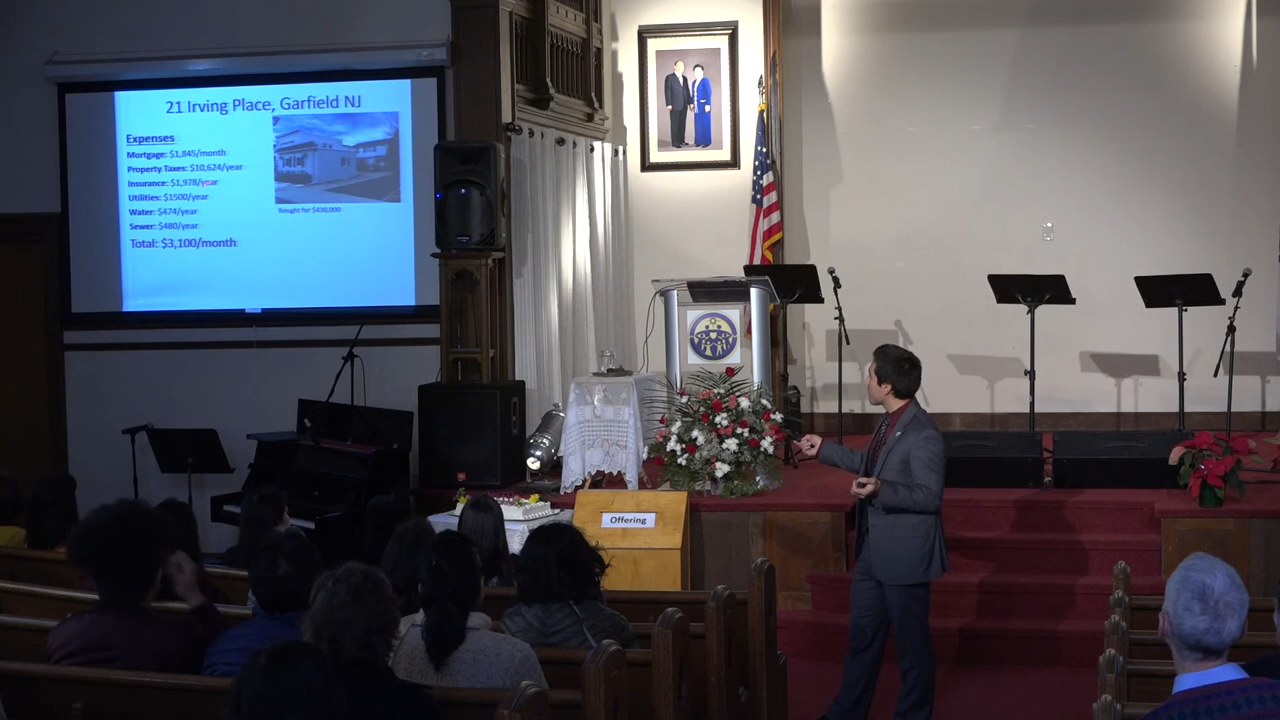 21 Irving Place, Garfield NJ
Expenses
Mortgage: $1,845/month
Property Taxes: $10,624/year
Insurance: $1,978/year
Utilities: $1500/year
Water: $474/year
Sewer: $480/year
Total: $3,100/month
Bought for $430,000
Offering